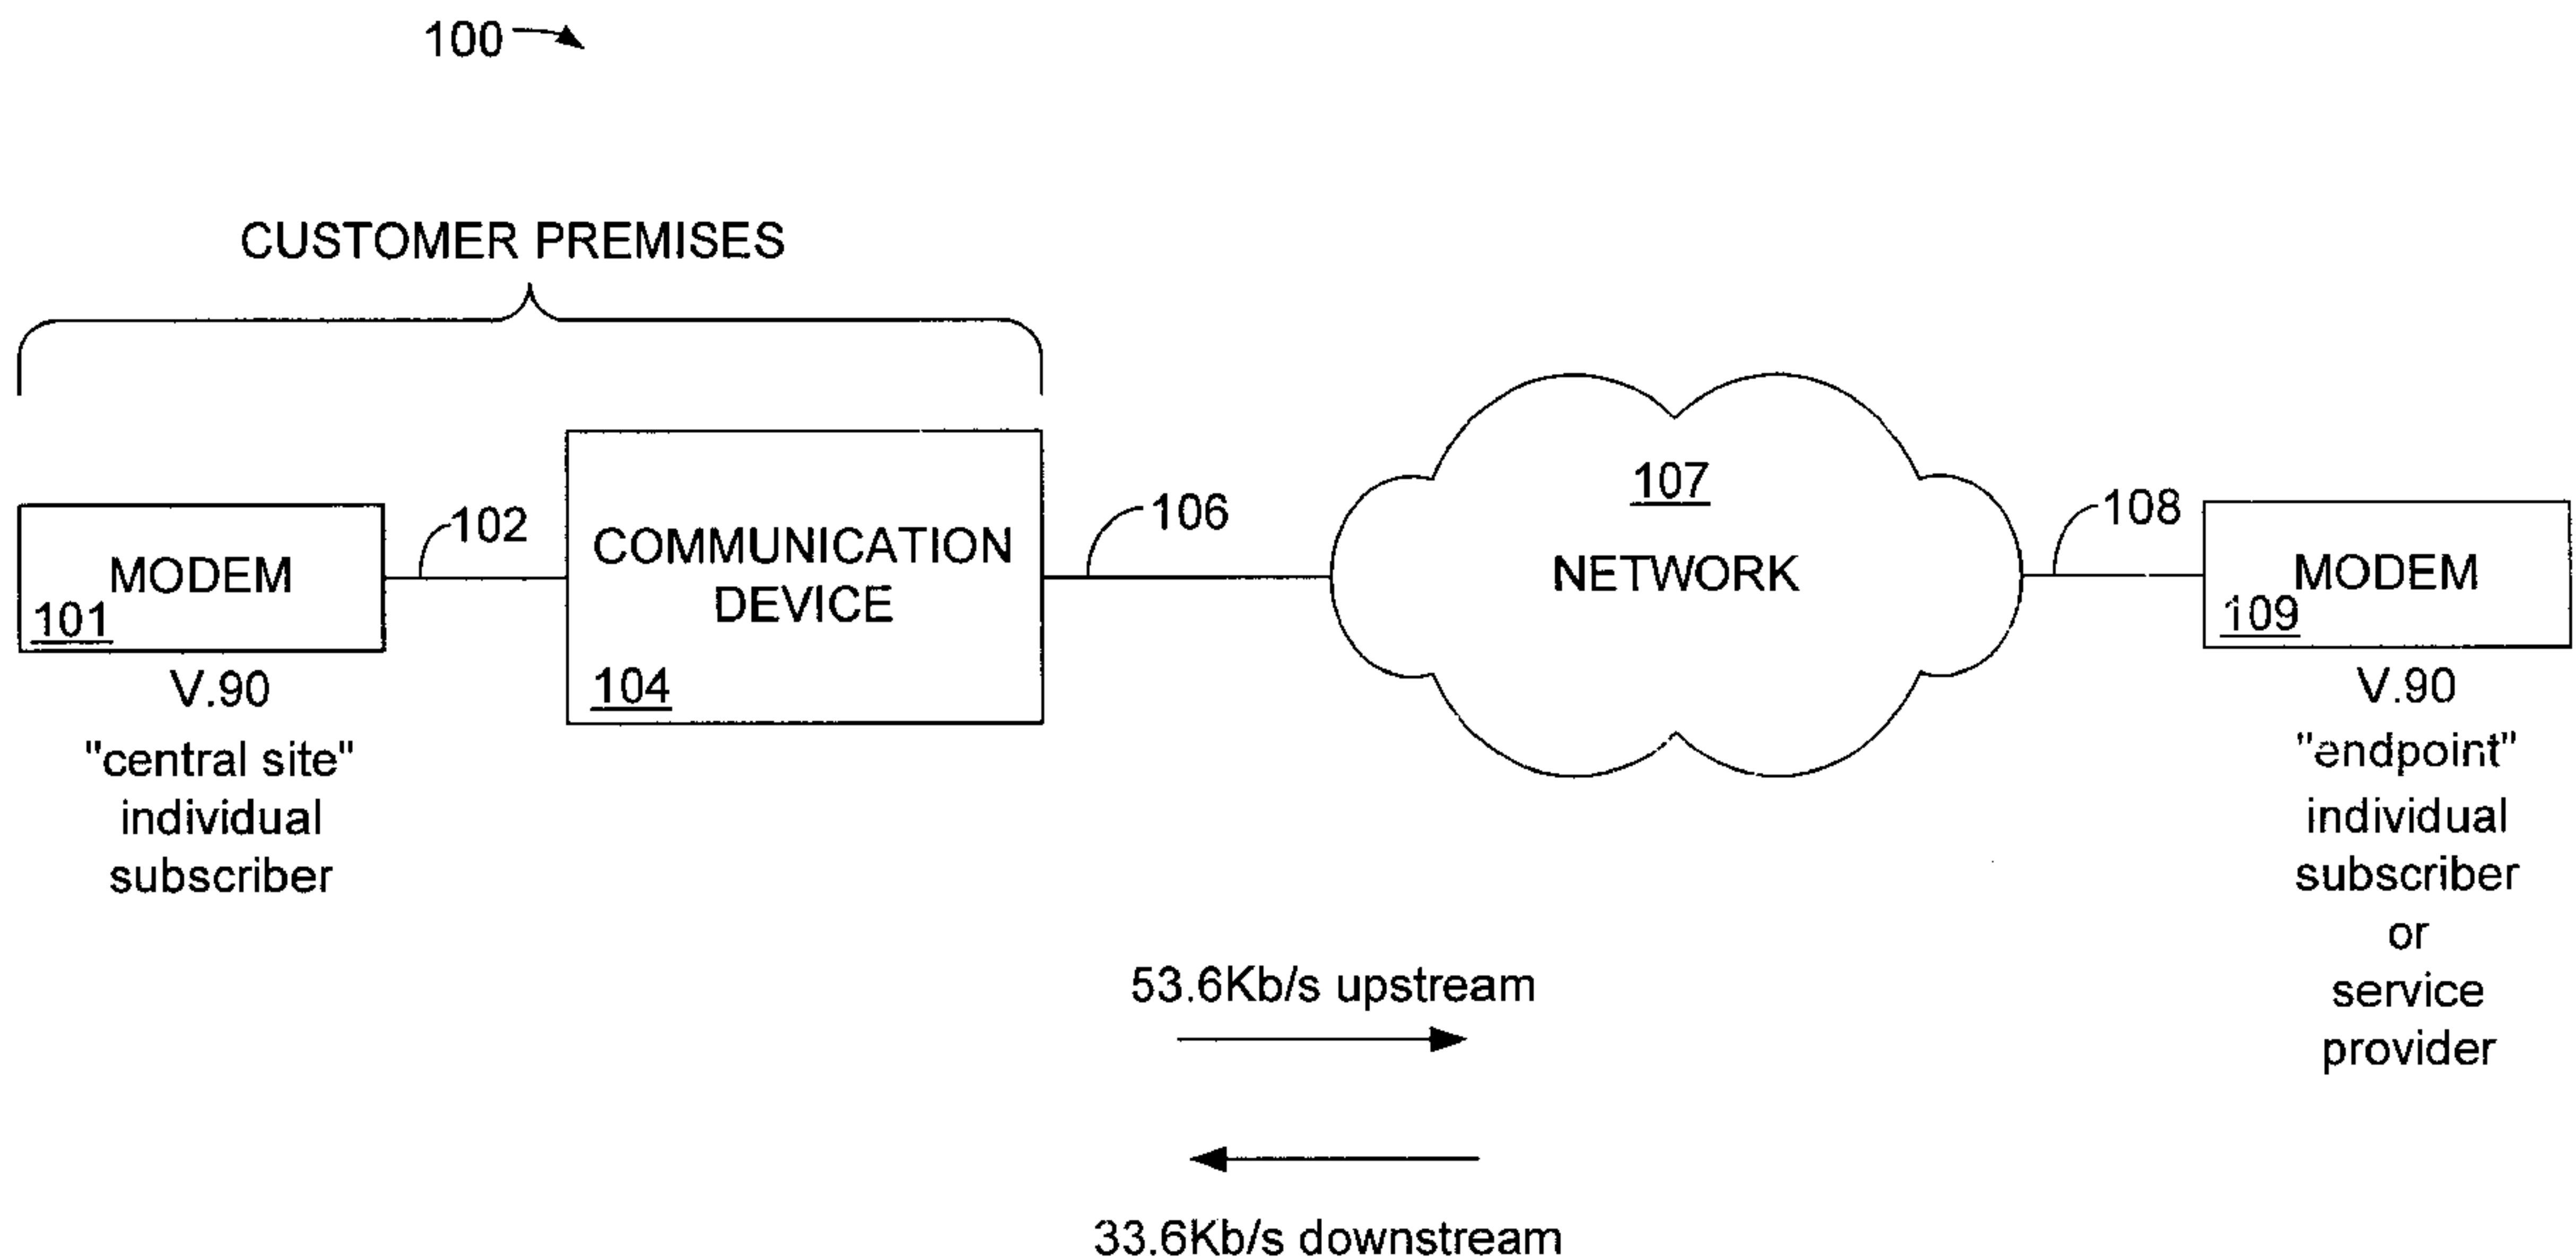 100
CUSTOMER PREMISES
MODEM
101
V.90
"central site"
individual
subscriber
102
COMMUNICATION
DEVICE
104
106
107
NETWORK
108
MODEM
109
V.90
"endpoint"
individual
subscriber
or
service
provider
53.6Kb/s upstream
33.6Kb/s downstream